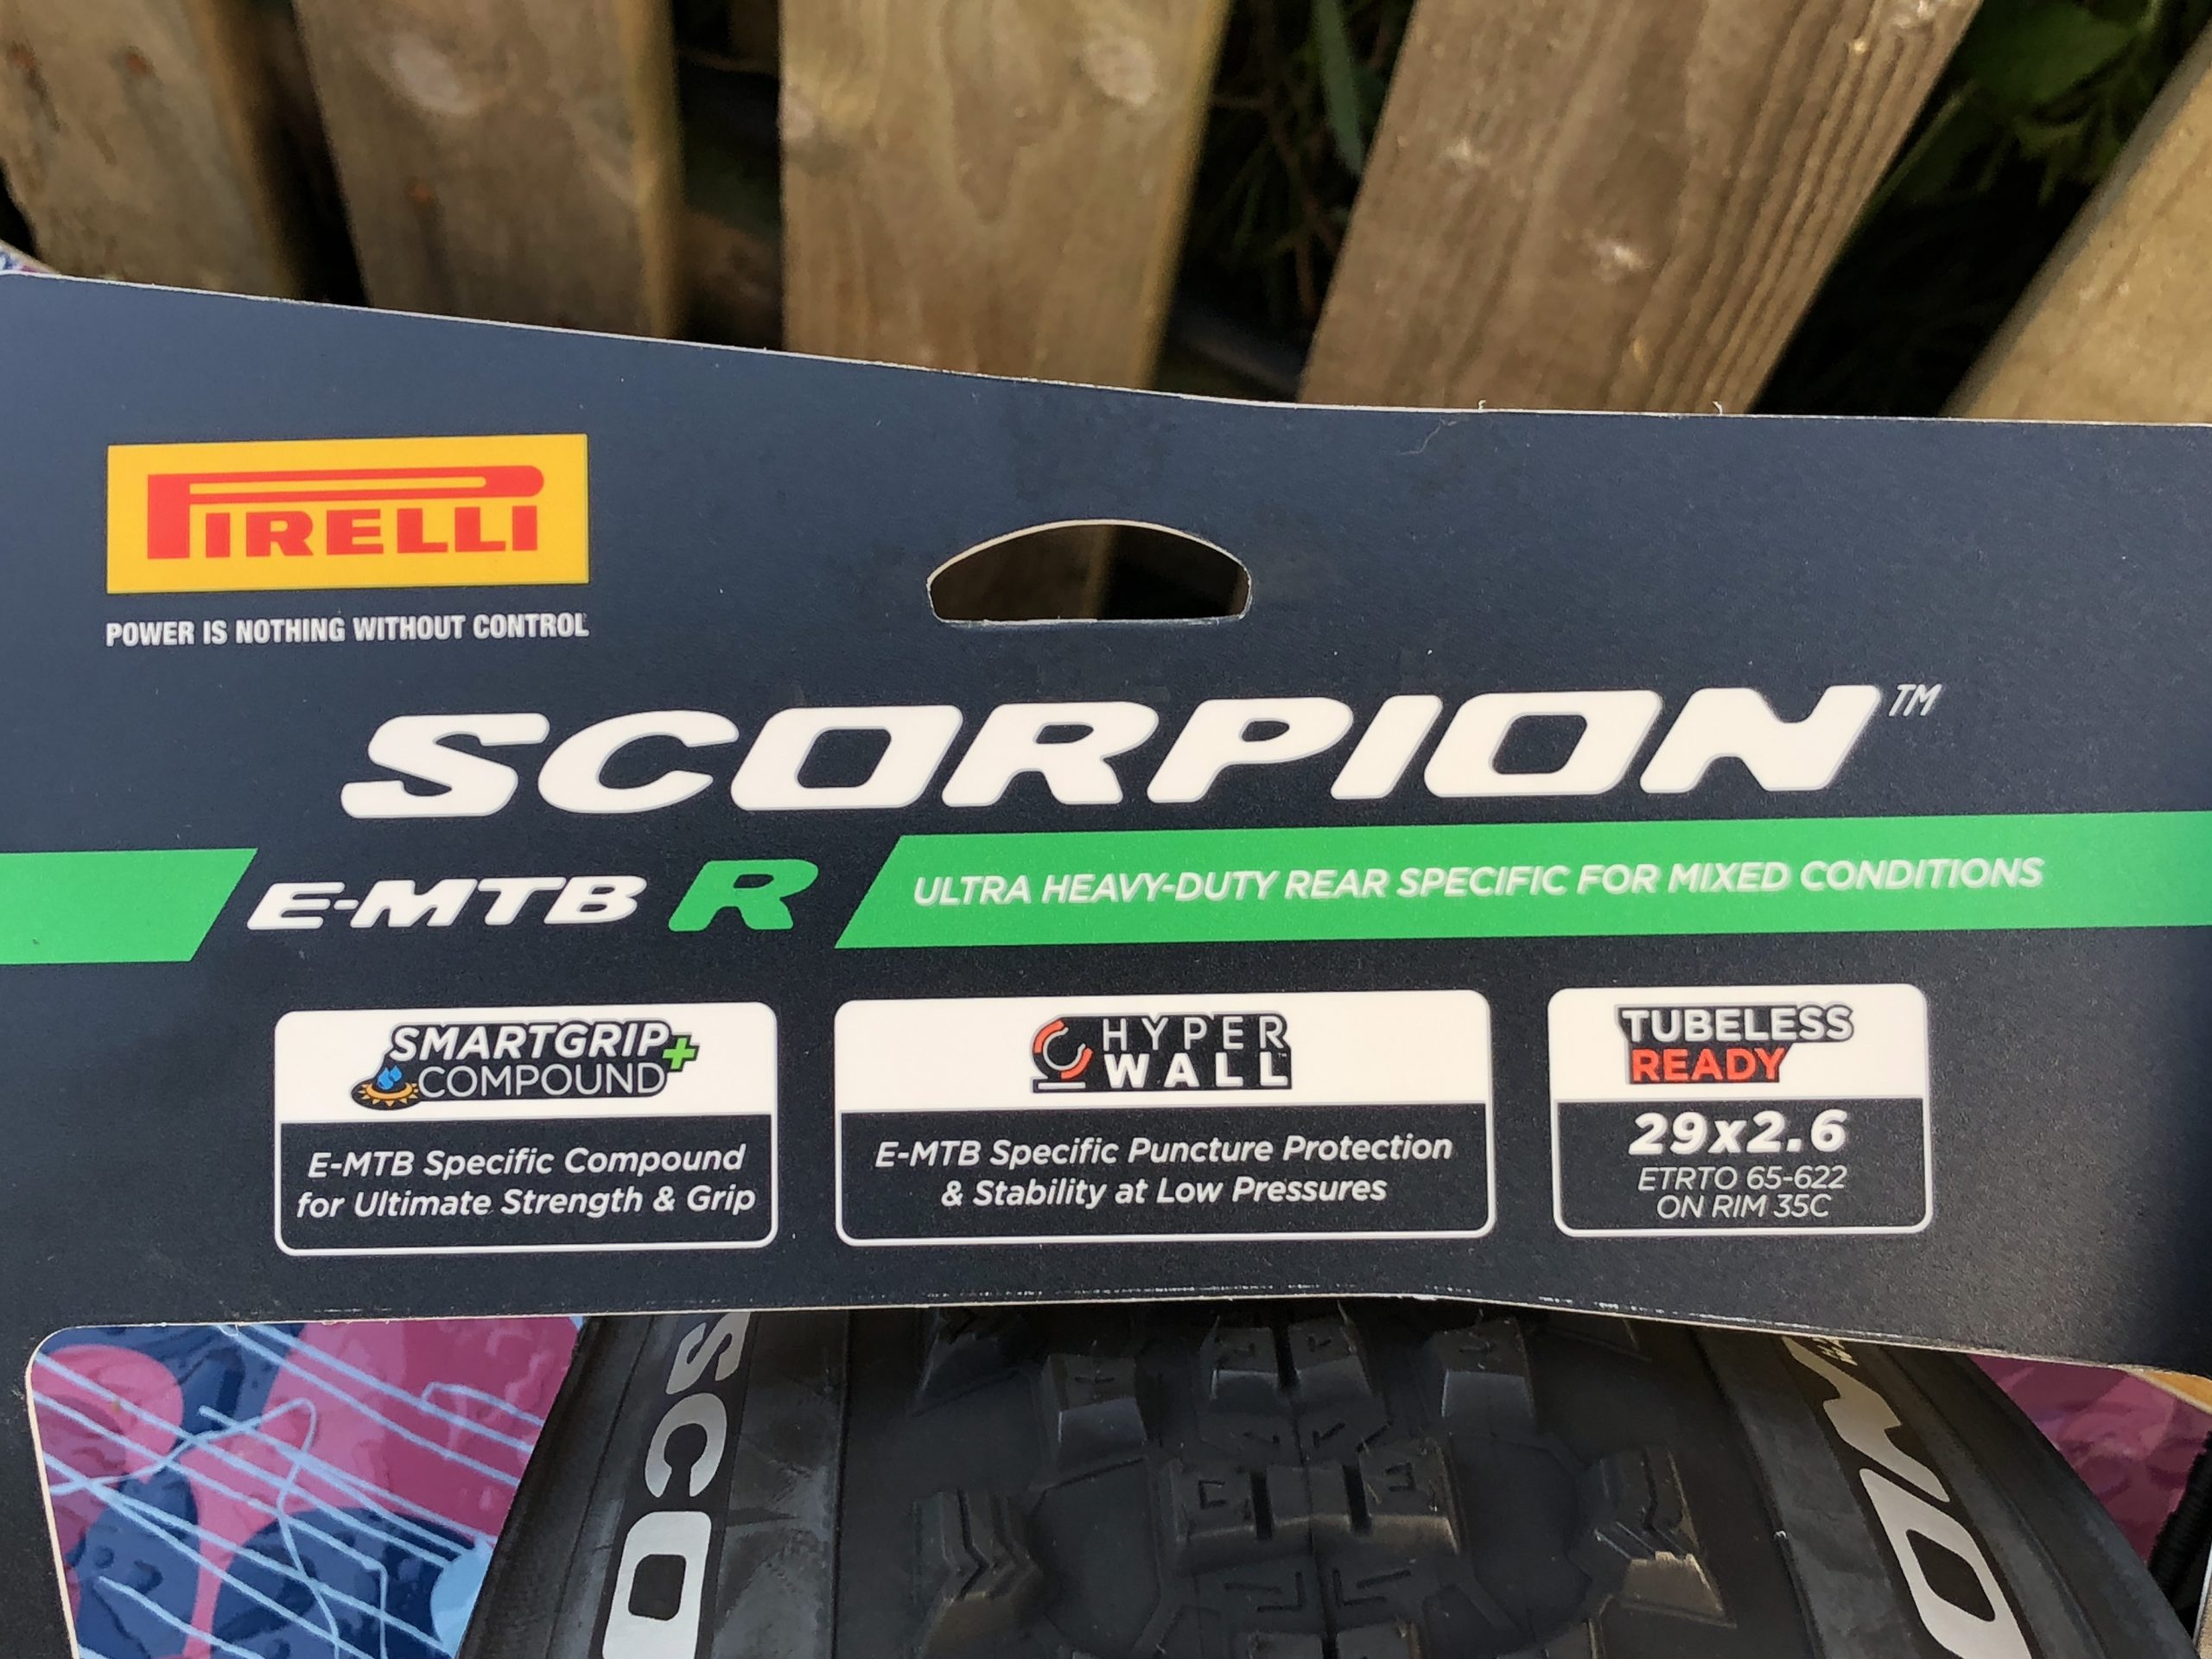 PIRELLI
POWER IS NOTHING WITHOUT CONTROL
SCORPION™
E-MTB R
ULTRA HEAVY-DUTY REAR SPECIFIC FOR MIXED CONDITIONS
SMARTGRIP+
COMPOUND
E-MTB Specific Compound
for Ultimate Strength & Grip
HYPER
WALL™
E-MTB Specific Puncture Protection
& Stability at Low Pressures
TUBELESS
READY
29x2.6
ETRTO 65-622
ON RIM 35C
SCO